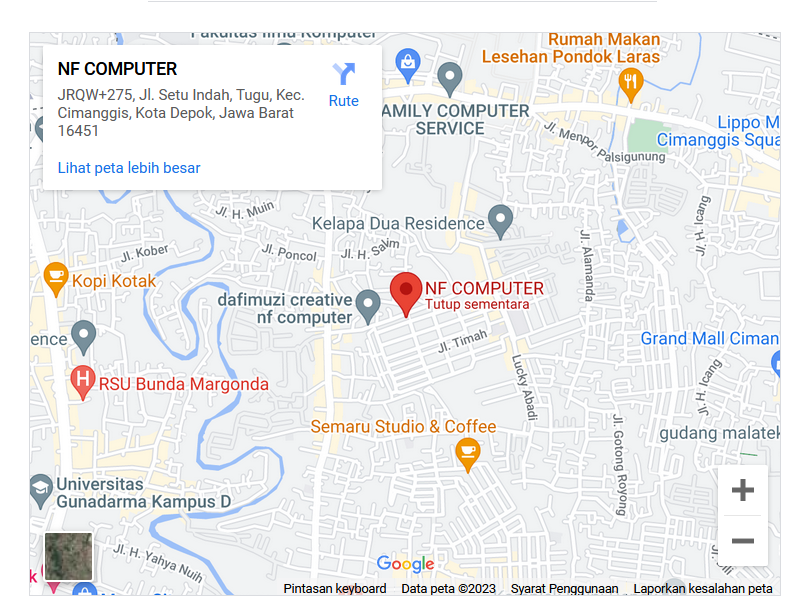 Fakultas Ilmu Komputer
NF COMPUTER
JRQW+275, Jl. Setu Indah, Tugu, Kec.
Cimanggis, Kota Depok, Jawa Barat
16451
Rute
Lihat peta lebih besar
Rumah Makan
Lesehan Pondok Laras
AMILY COMPUTER
SERVICE
Jl. Menpor Palsigunung
Lippo M
Cimanggis Squa
Jl. H. Muin
Kelapa Dua Residence
Jl. H. Icang
Jl. Kober
Jl. Poncol
Jl. H. Salim
Jl. Alamanda
Kopi Kotak
dafimuzi creative
nf computer
NF COMPUTER
Tutup sementara
ence
Jl. Timah
Grand Mall Ciman
RSU Bunda Margonda
Lucky Abadi
Jl. H. Icang
Semaru Studio & Coffee
Jl. Gotong Royong
gudang malatek
Universitas
Gunadarma Kampus D
Jl. H. Yahya Nuih
k
Google
Pintasan keyboard
Data peta ©2023
Syarat Penggunaan
Laporkan kesalahan peta